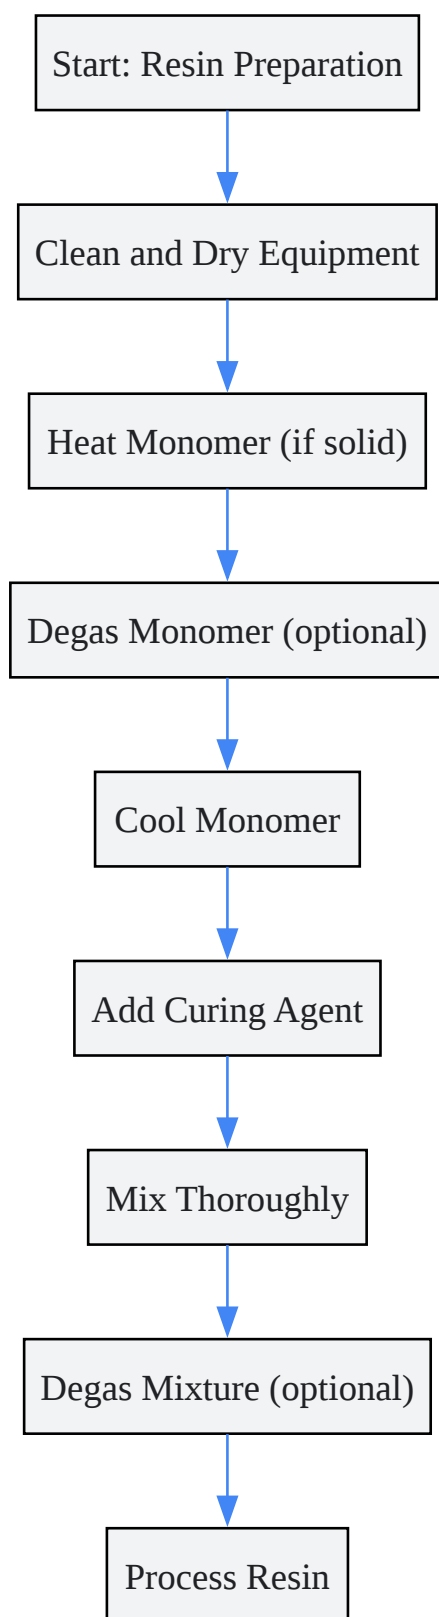 Start: Resin Preparation
Clean and Dry Equipment
Heat Monomer (if solid)
Degas Monomer (optional)
Cool Monomer
Add Curing Agent
Mix Thoroughly
Degas Mixture (optional)
Process Resin